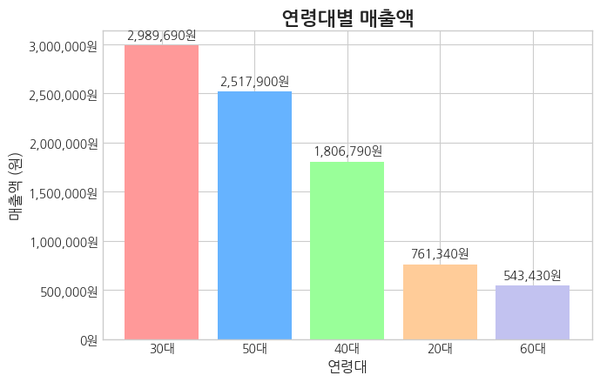 연령대별 매출액
매출액 (원)
3,000,000원
2,500,000원
2,000,000원
1,500,000원
1,000,000원
500,000원
0원
2,989,690원
2,517,900원
1,806,790원
761,340원
543,430원
30대
50대
40대
20대
60대
연령대